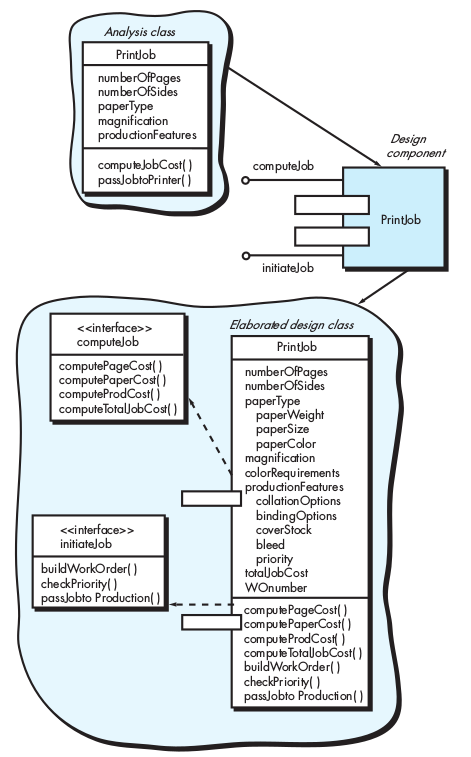 Analysis class
PrintJob
numberOfPages
numberOfSides
paperType
magnification
productionFeatures
computeJobCost( )
passJobtoPrinter( )
Design
component
computeJob
PrintJob
initiateJob
<<interface>>
computeJob
computePageCost( )
computePaperCost( )
computeProdCost( )
computeTotalJobCost( )
Elaborated design class
PrintJob
numberOfPages
numberOfSides
paperType
paperWeight
paperSize
paperColor
magnification
colorRequirements
productionFeatures
collationOptions
bindingOptions
coverStock
bleed
priority
totalJobCost
WOnumber
computePageCost( )
computePaperCost( )
computeProdCost( )
computeTotalJobCost( )
buildWorkOrder( )
checkPriority( )
passJobto Production( )
<<interface>>
initiateJob
buildWorkOrder( )
checkPriority( )
passJobto Production( )